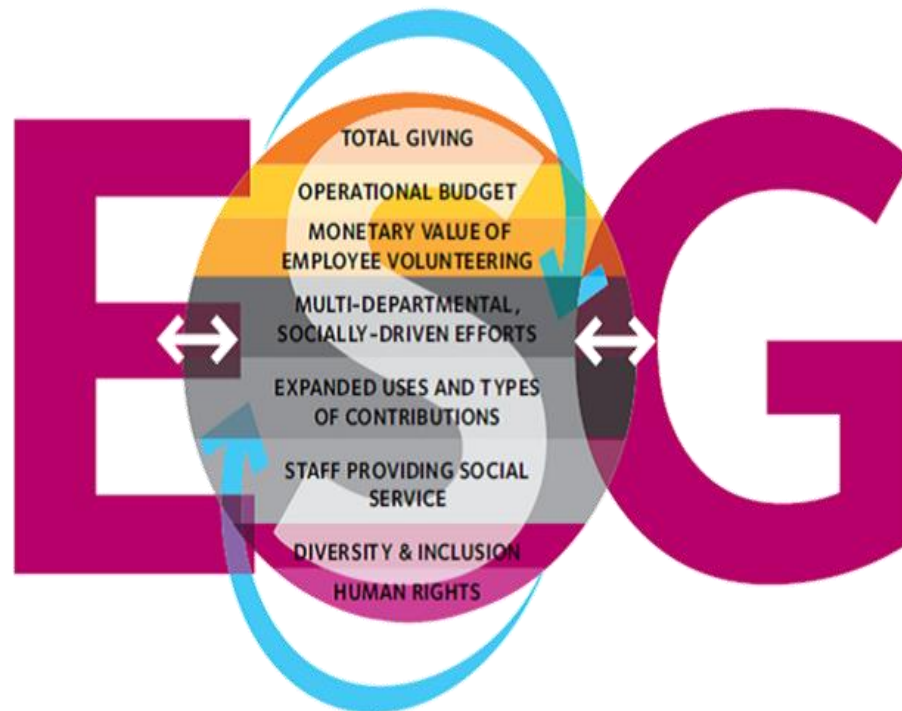 ESG
TOTAL GIVING
OPERATIONAL BUDGET
MONETARY VALUE OF
EMPLOYEE VOLUNTEERING
MULTI-DEPARTMENTAL,
SOCIALLY-DRIVEN EFFORTS
EXPANDED USES AND TYPES
OF CONTRIBUTIONS
STAFF PROVIDING SOCIAL
SERVICE
DIVERSITY & INCLUSION
HUMAN RIGHTS